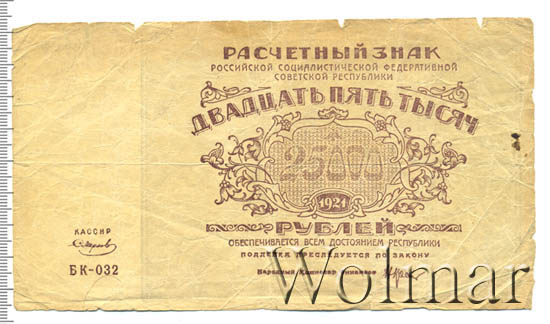 РАСЧЕТНЫЙ ЗНАК
РОССИЙСКОЙ СОЦИАЛИСТИЧЕСКОЙ ФЕДЕРАТИВНОЙ
СОВЕТСКОЙ РЕСПУБЛИКИ
ДВАДЦАТЬ ПЯТЬ ТЫСЯЧ
25000
1921
РУБЛЕЙ
ОБЕСПЕЧИВАЕТСЯ ВСЕМ ДОСТОЯНИЕМ РЕСПУБЛИКИ
ПОДДЕЛКА ПРЕСЛЕДУЕТСЯ ПО ЗАКОНУ
Народный Комиссар Финансов
КАССИР
БК-032
Wolmar